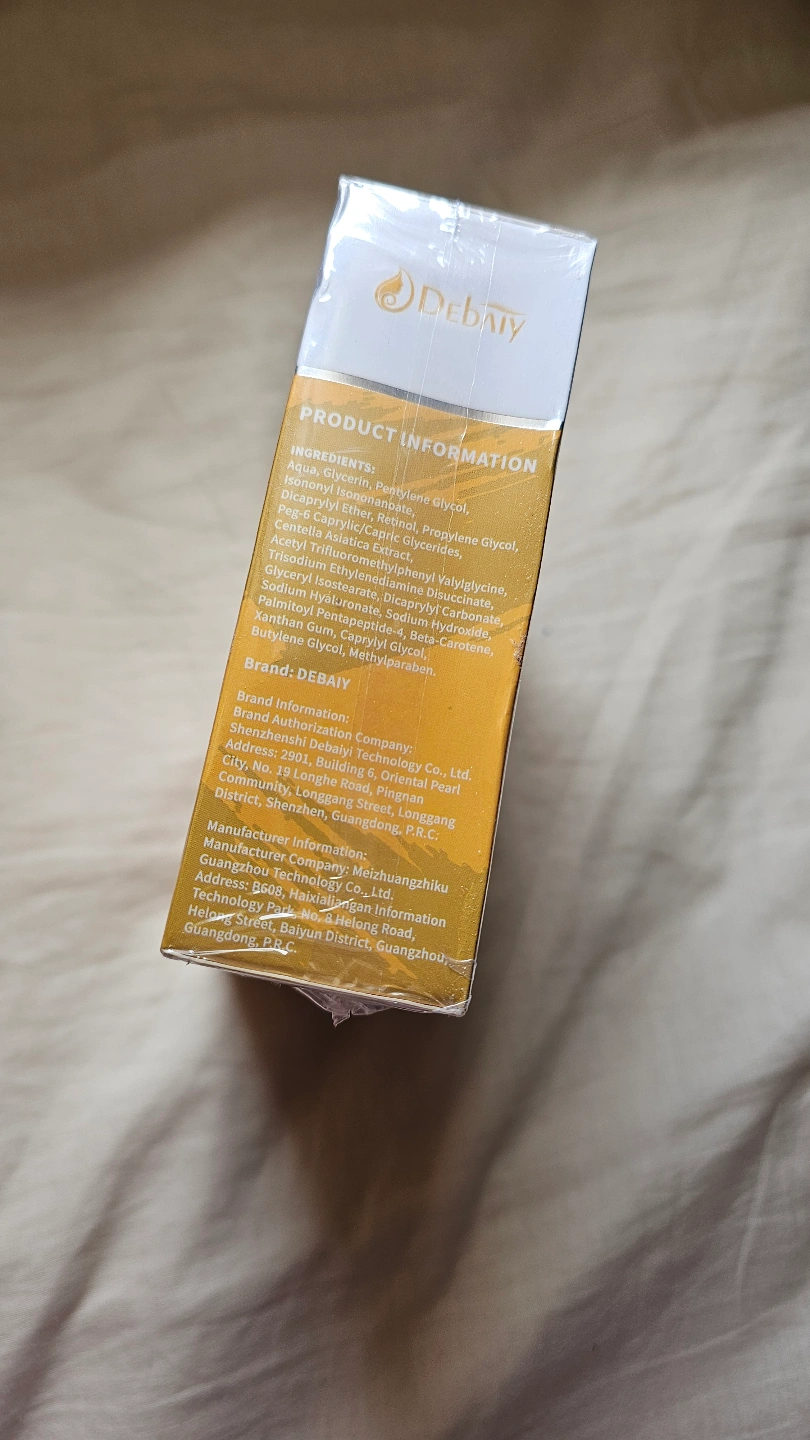 DEBAIY
PRODUCT INFORMATION
INGREDIENTS:
Aqua, Glycerin, Pentylene Glycol,
Isononyl Isononanbate,
Dicaprylyl Ether, Retinol, Propylene Glycol,
Peg-6 Caprylic/Capric Glycerides,
Centella Asiatica Extract,
Acetyl Trifluoromethylphenyl Valylglycine,
Trisodium Ethylenediamine Disuccinate,
Glyceryl Isostearate, Dicaprylyl Carbonate,
Sodium Hyaluronate, Sodium Hydroxide,
Palmitoyl Pentapeptide-4, Beta-Carotene,
Xanthan Gum, Caprylyl Glycol,
Butylene Glycol, Methylparaben.
Brand: DEBAIY
Brand Information:
Brand Authorization Company:
Shenzhenshi Debaiyi Technology Co., Ltd.
Address: 2901, Building 6, Oriental Pearl
City, No. 19 Longhe Road, Pingnan
Community, Longgang Street, Longgang
District, Shenzhen, Guangdong, P.R.C.
Manufacturer Information:
Manufacturer Company: Meizhuangzhiku
Guangzhou Technology Co., Ltd.
Address: B608, Haixialiangan Information
Technology Park, No. 8 Helong Road,
Helong Street, Baiyun District, Guangzhou,
Guangdong, P.R.C.